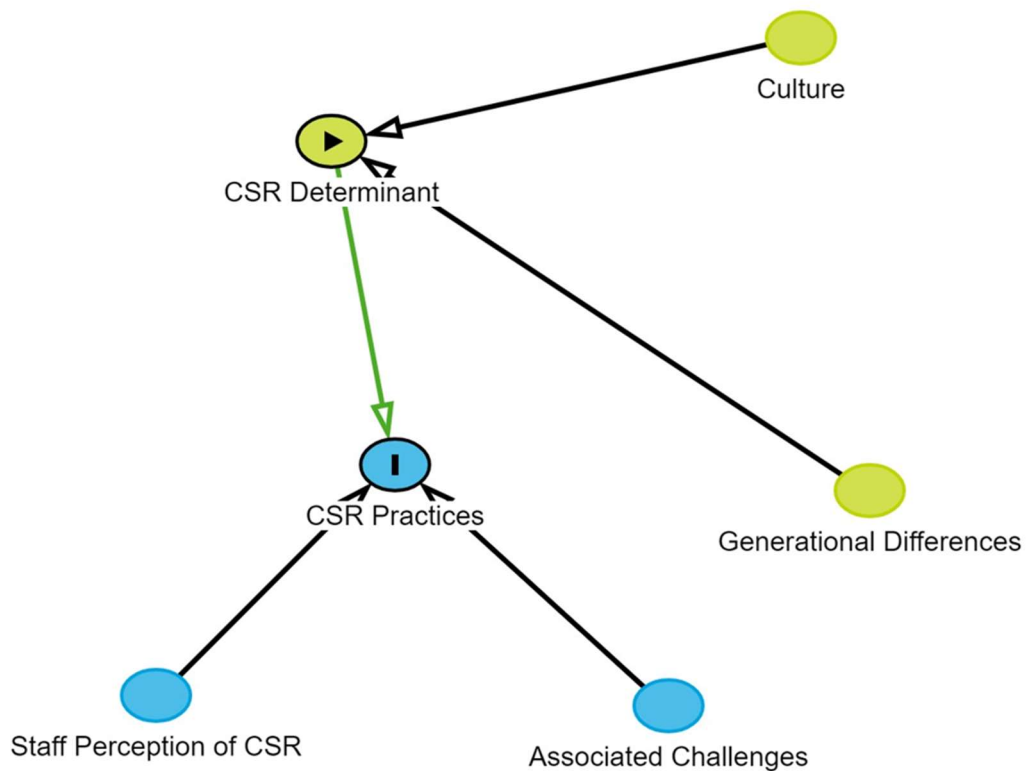 Culture
CSR Determinant
CSR Practices
Generational Differences
Staff Perception of CSR
Associated Challenges